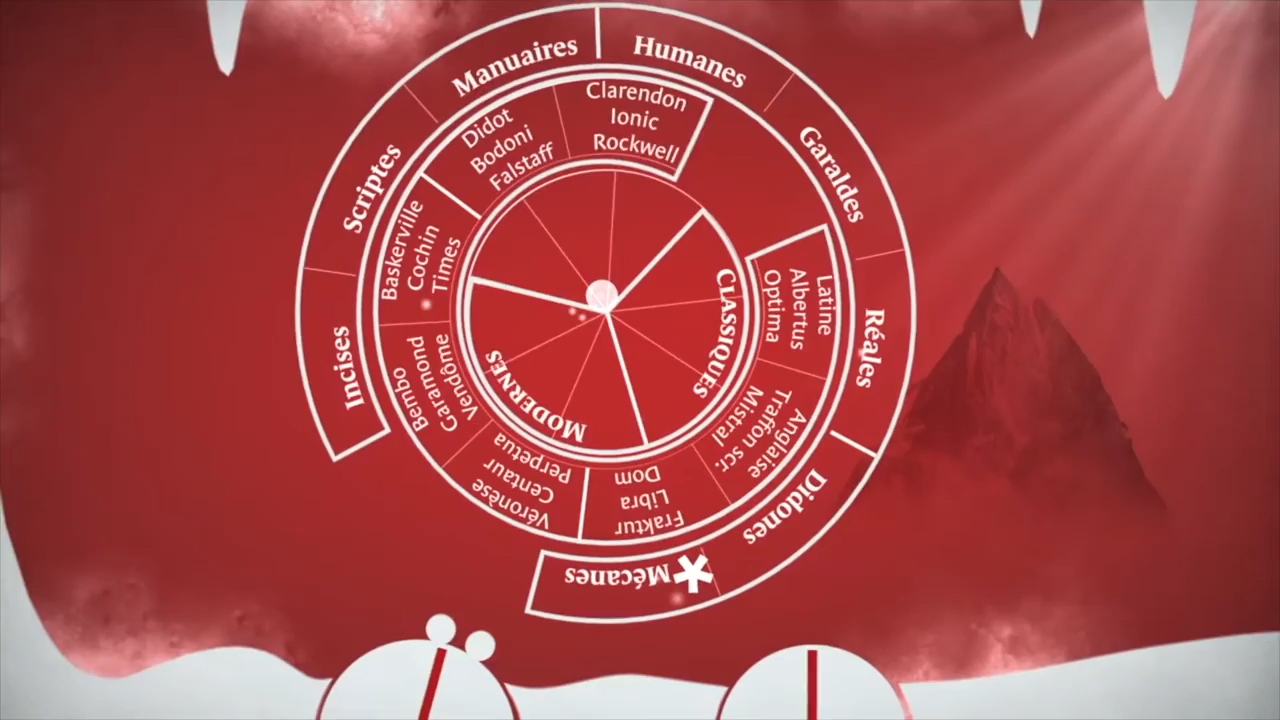 Manuaires
Humanes
Garaldes
Réales
Didones
Mécanes*
Incises
Scriptes
Didot
Bodoni
Falstaff
Clarendon
Ionic
Rockwell
Latine
Albertus
Optima
Anglaise
Traffon scr.
Mistral
Fraktur
Libra
Dom
Véronèse
Centaur
Perpetua
Bembo
Garamond
Vendôme
Baskerville
Cochin
Times
CLASSIQUES
MODERNES